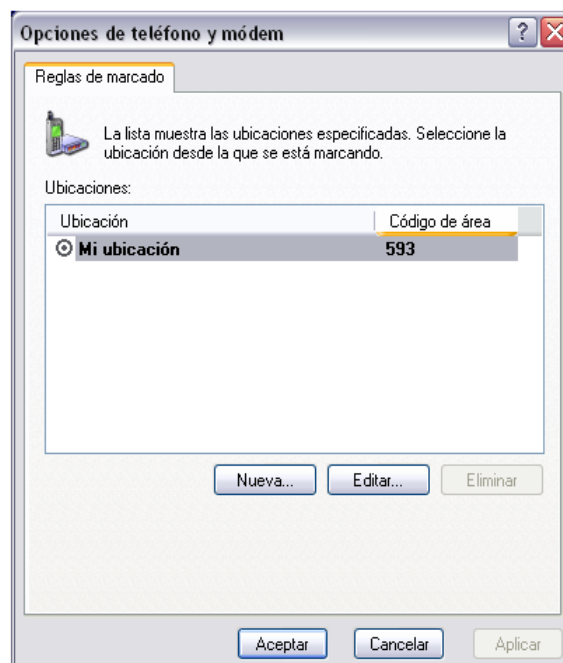 Opciones de teléfono y módem
Reglas de marcado
La lista muestra las ubicaciones especificadas. Seleccione la
ubicación desde la que se está marcando.
Ubicaciones:
Ubicación Código de área
Mi ubicación 593
Nueva... Editar... Eliminar
Aceptar Cancelar Aplicar